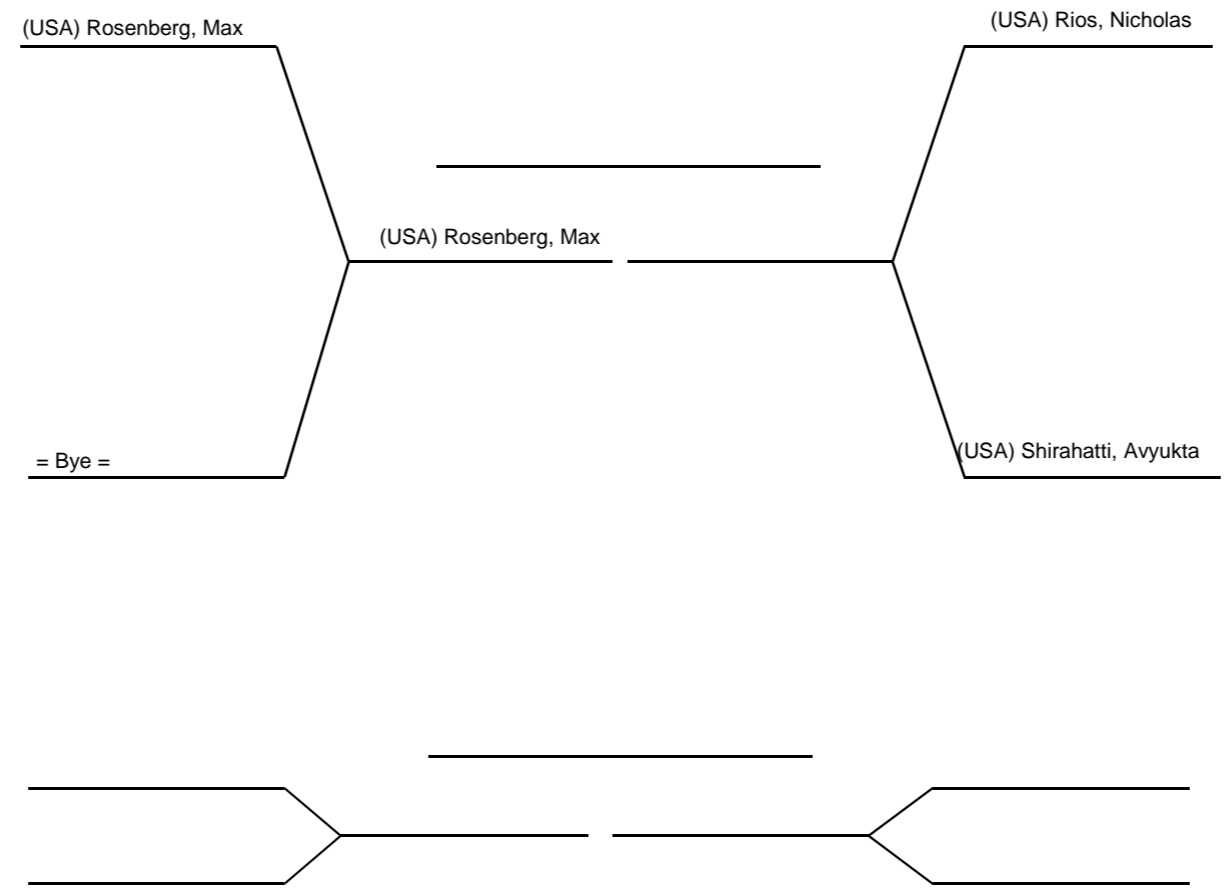 (USA) Rosenberg, Max
(USA) Rios, Nicholas
(USA) Rosenberg, Max
= Bye =
(USA) Shirahatti, Avyukta